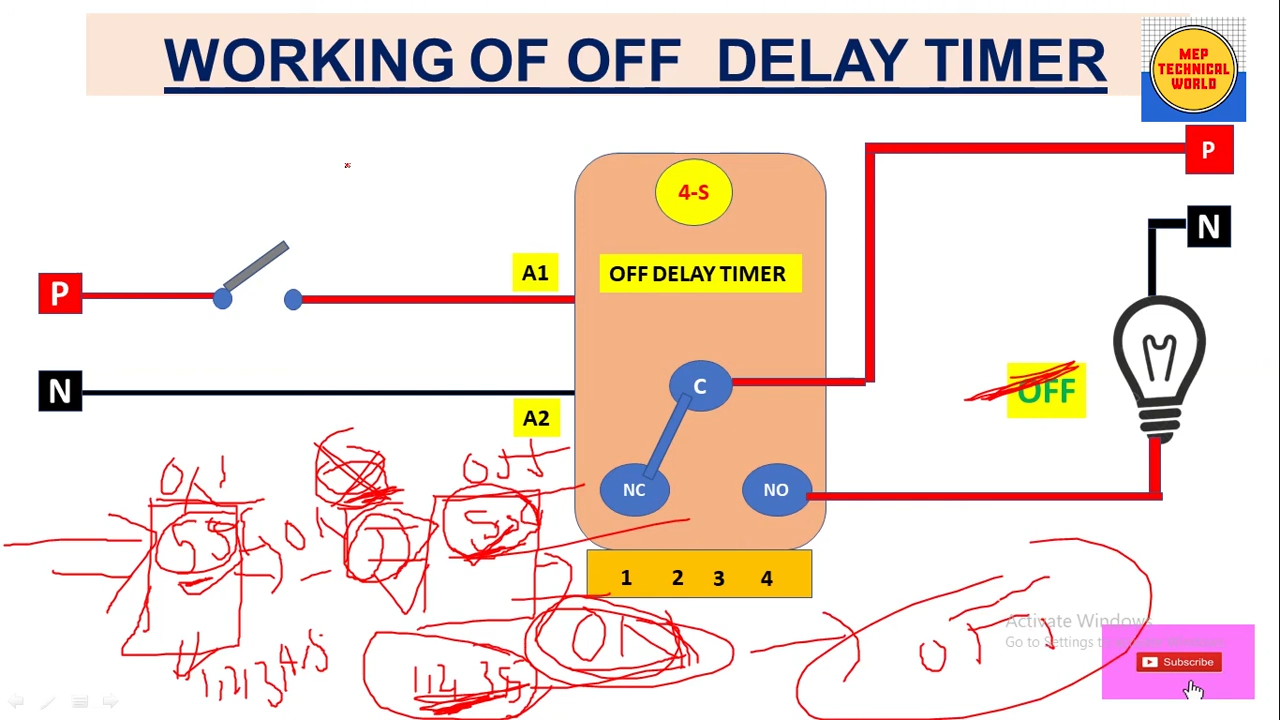 WORKING OF OFF DELAY TIMER
MEP
TECHNICAL
WORLD
P
4-S
N
A1
OFF DELAY TIMER
P
C
OFF
N
A2
NC
NO
1 2 3 4
Activate Windows
Go to Settings
Subscribe